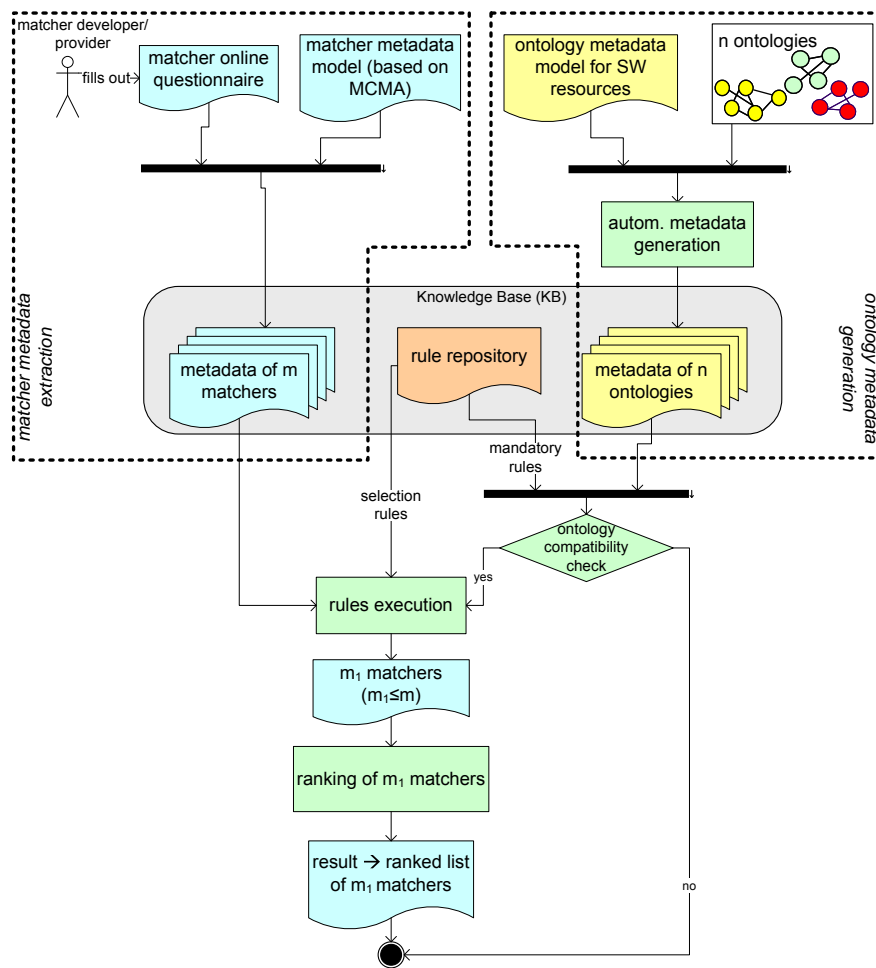 matcher developer/
provider
fills out
matcher online
questionnaire
matcher metadata
model (based on
MCMA)
ontology metadata
model for SW
resources
n ontologies
autom. metadata
generation
matcher metadata
extraction
ontology metadata
generation
Knowledge Base (KB)
metadata of m
matchers
rule repository
metadata of n
ontologies
mandatory
rules
selection
rules
ontology
compatibility
check
yes
rules execution
m₁ matchers
(m₁≤m)
ranking of m₁ matchers
result → ranked list
of m₁ matchers
no